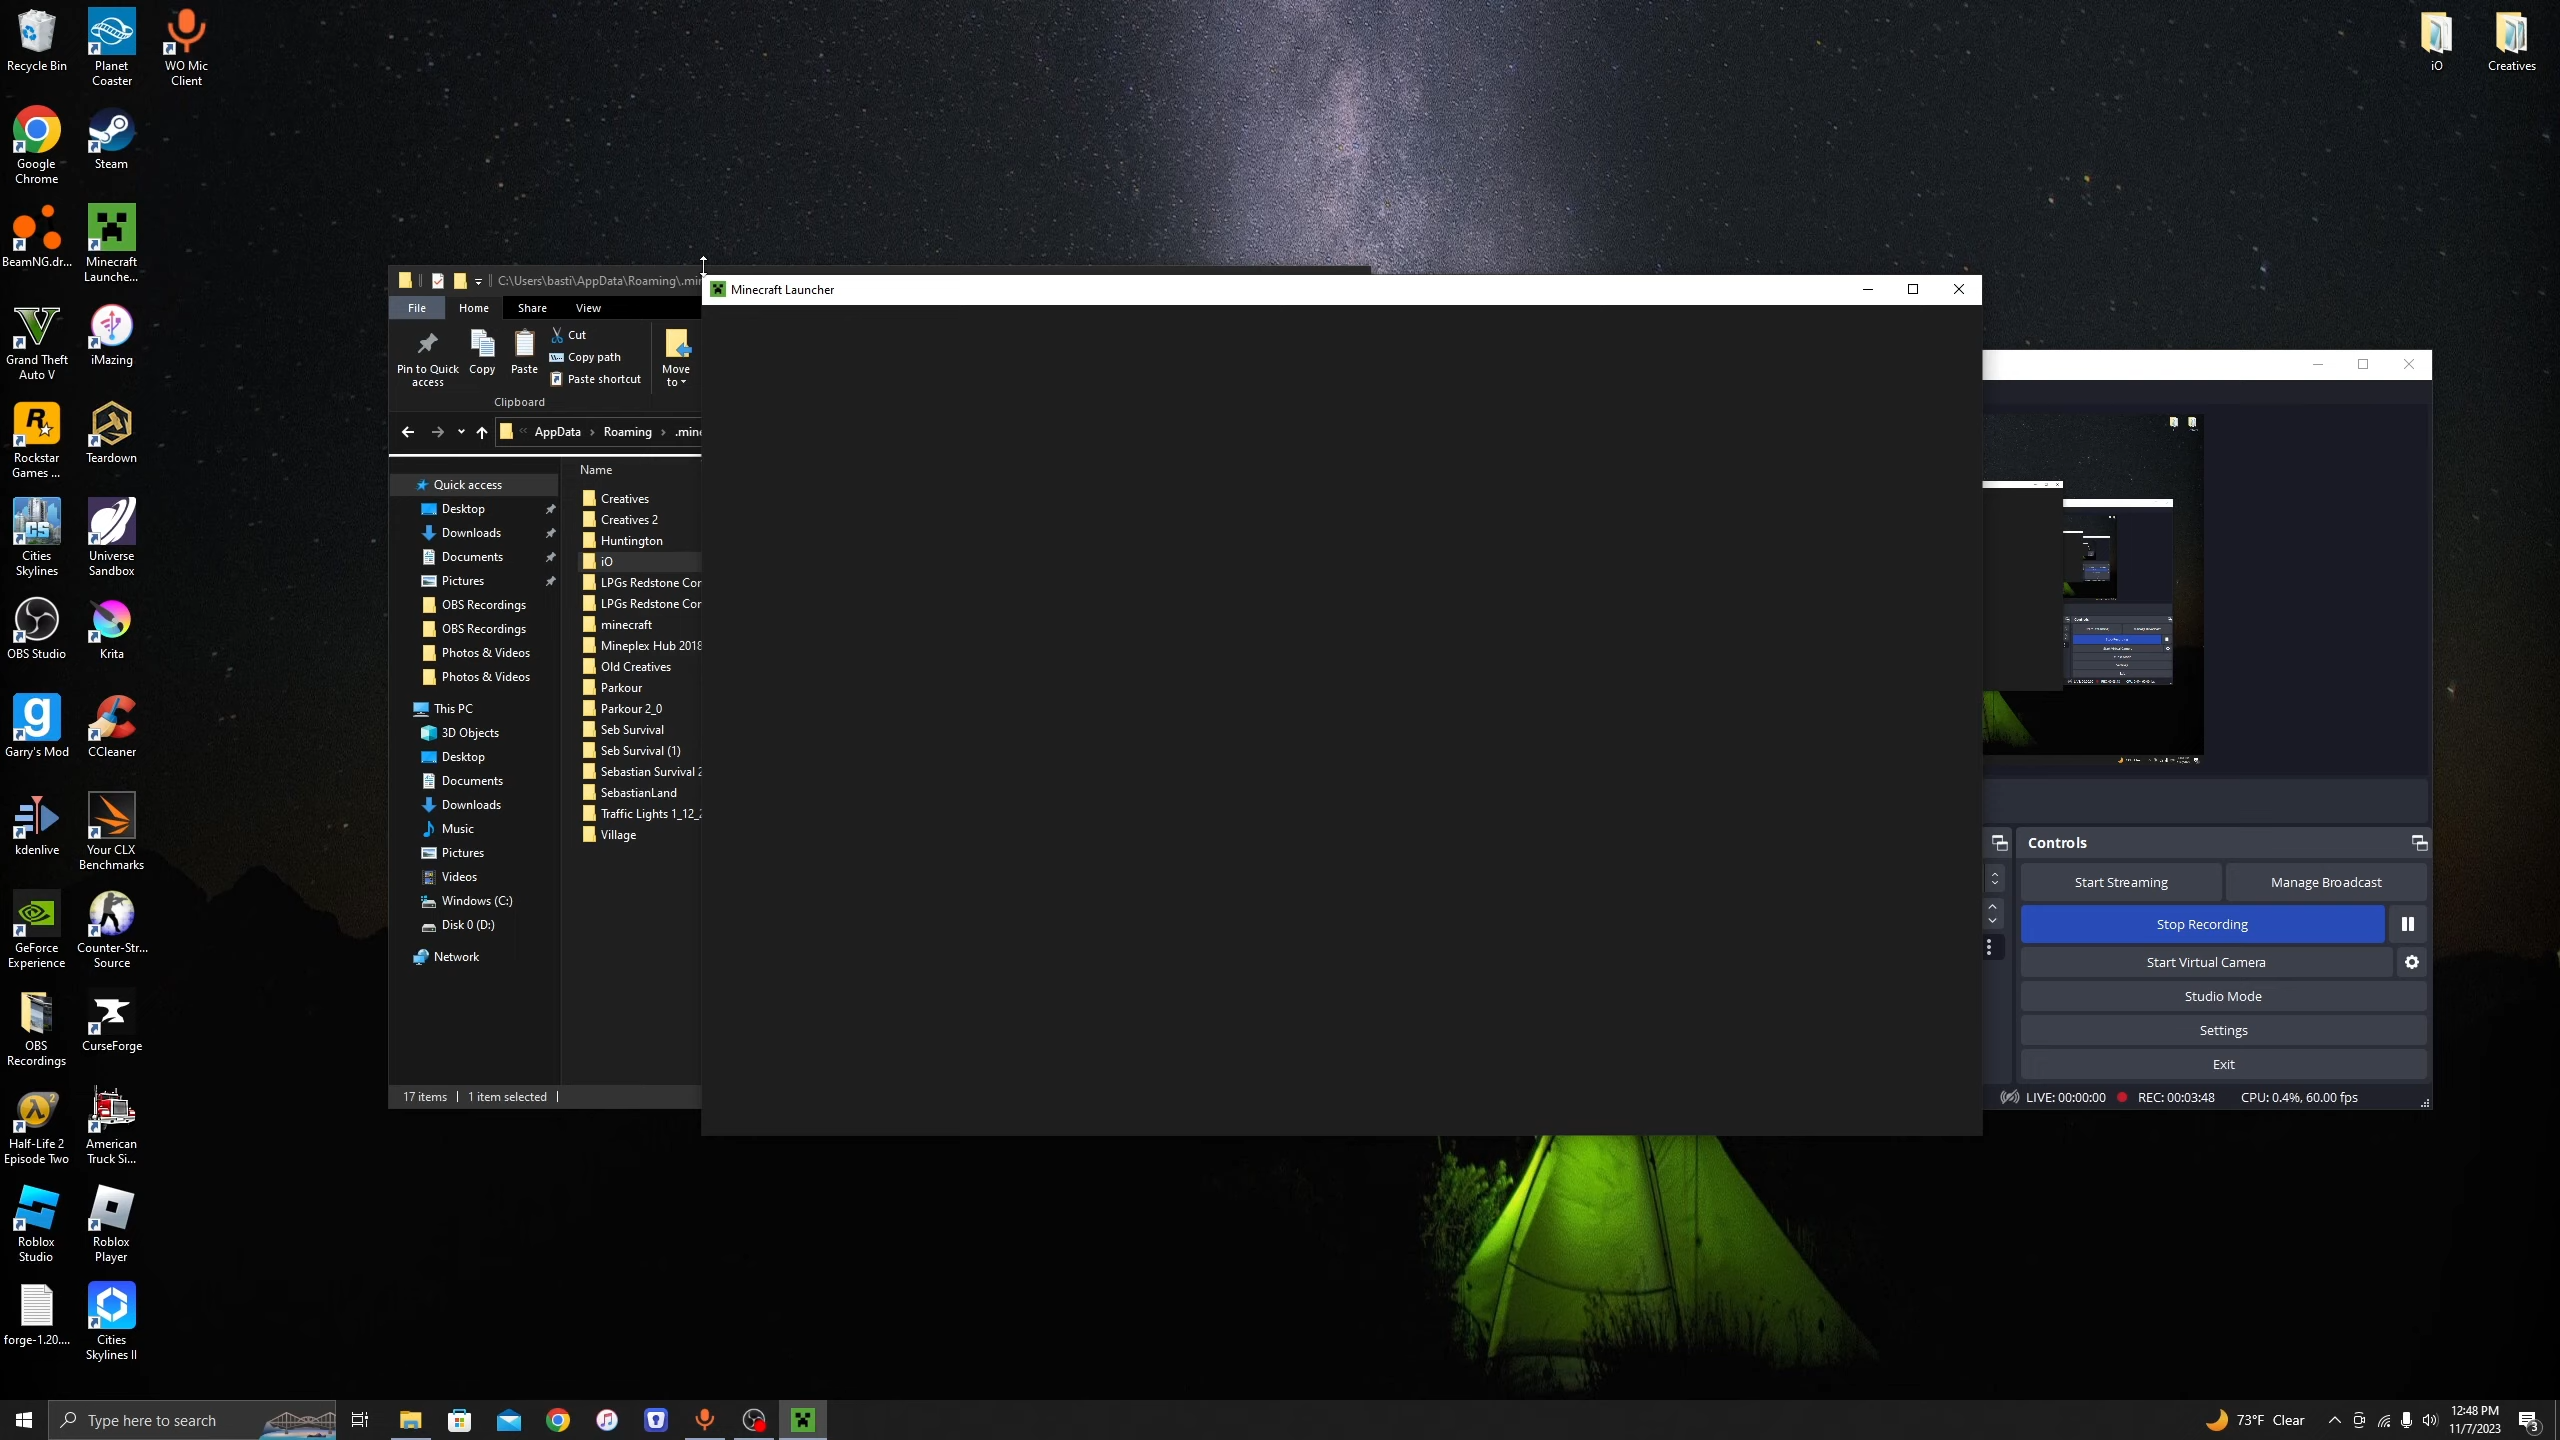 Recycle Bin
Planet
Coaster
WO Mic
Client
Google
Chrome
Steam
BeamNG.dr...
Minecraft
Launche...
Grand Theft
Auto V
iMazing
Rockstar
Games ...
Teardown
Cities
Skylines
Universe
Sandbox
OBS Studio
Krita
Garry's Mod
CCleaner
kdenlive
Your CLX
Benchmarks
GeForce
Experience
Counter-Str...
Source
OBS
Recordings
CurseForge
Half-Life 2
Episode Two
American
Truck Si...
Roblox
Studio
Roblox
Player
forge-1.20....
Cities
Skylines II
iO
Creatives
C:\Users\basti\AppData\Roaming\.min
File
Home
Share
View
Pin to Quick
access
Copy
Paste
Cut
Copy path
Paste shortcut
Move
to
Clipboard
AppData
Roaming
.mine
Quick access
Desktop
Downloads
Documents
Pictures
OBS Recordings
OBS Recordings
Photos & Videos
Photos & Videos
This PC
3D Objects
Desktop
Documents
Downloads
Music
Pictures
Videos
Windows (C:)
Disk 0 (D:)
Network
Name
Creatives
Creatives 2
Huntington
iO
LPGs Redstone Cor
LPGs Redstone Cor
minecraft
Mineplex Hub 2018
Old Creatives
Parkour
Parkour 2_0
Seb Survival
Seb Survival (1)
Sebastian Survival 2
SebastianLand
Traffic Lights 1_12_2
Village
17 items
1 item selected
Minecraft Launcher
Controls
Start Streaming
Manage Broadcast
Stop Recording
Start Virtual Camera
Studio Mode
Settings
Exit
LIVE: 00:00:00
REC: 00:03:48
CPU: 0.4%, 60.00 fps
Type here to search
73°F Clear
12:48 PM
11/7/2023
3